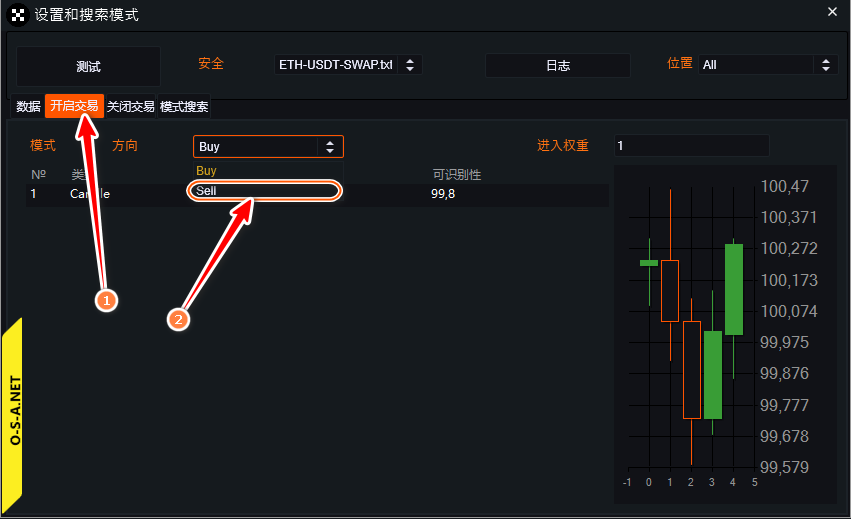 设置和搜索模式
测试 安全 ETH-USDT-SWAP.txt 日志 位置 All
数据 开启交易 关闭交易 模式搜索
模式 方向 Buy 进入权重 1
Nº 类 可识别性
Buy
1 Candle 99,8
Sell
1
2
100,47
100,371
100,272
100,173
100,074
99,975
99,876
99,777
99,678
99,579
-1 0 1 2 3 4 5
O-S-A.NET